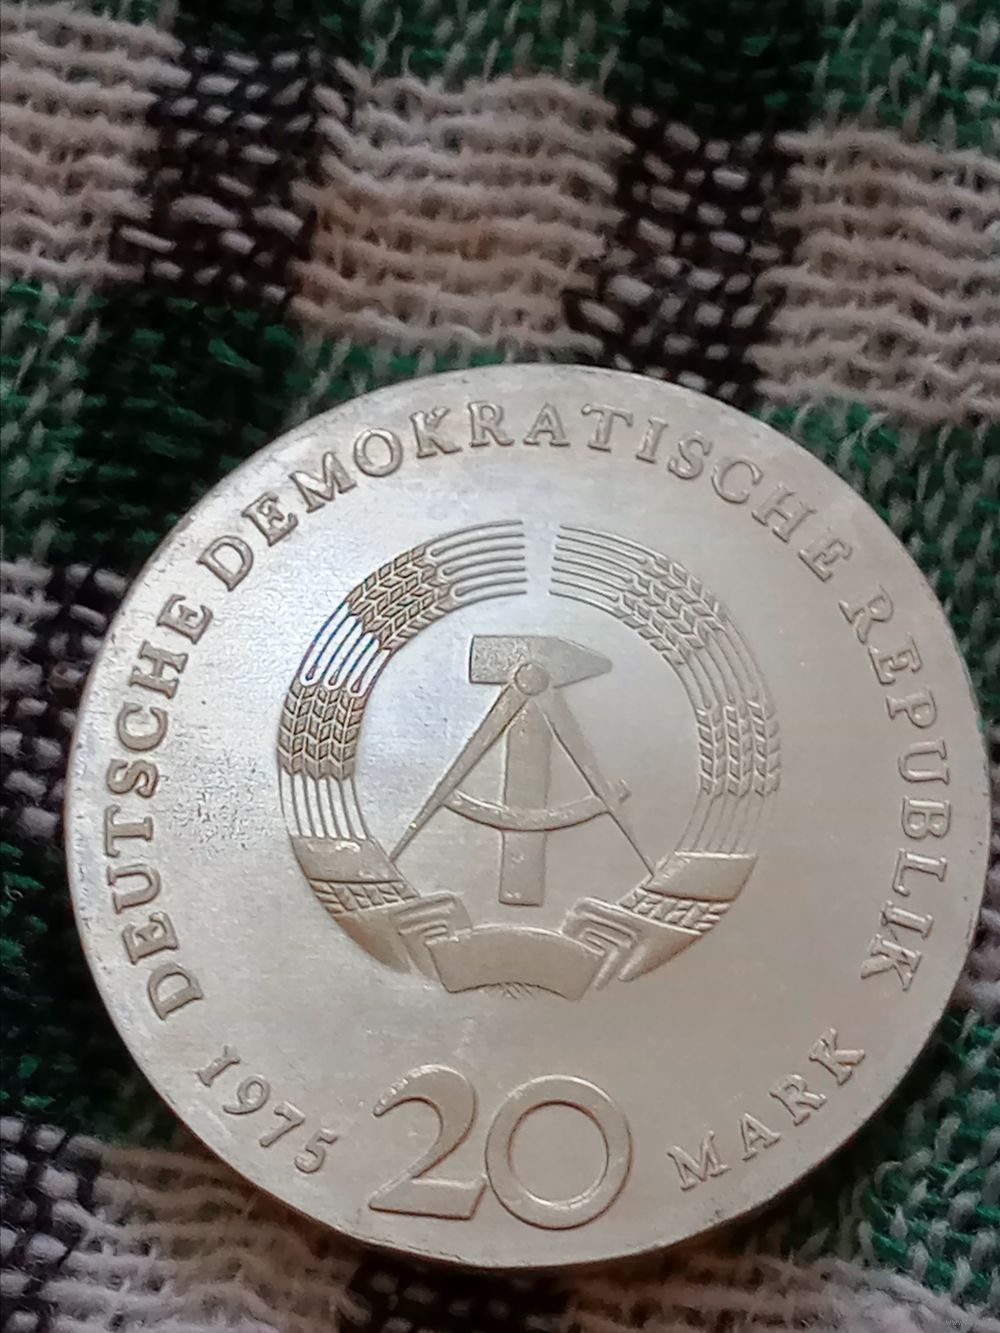 DEUTSCHE DEMOKRATISCHE REPUBLIK
1975
20
MARK